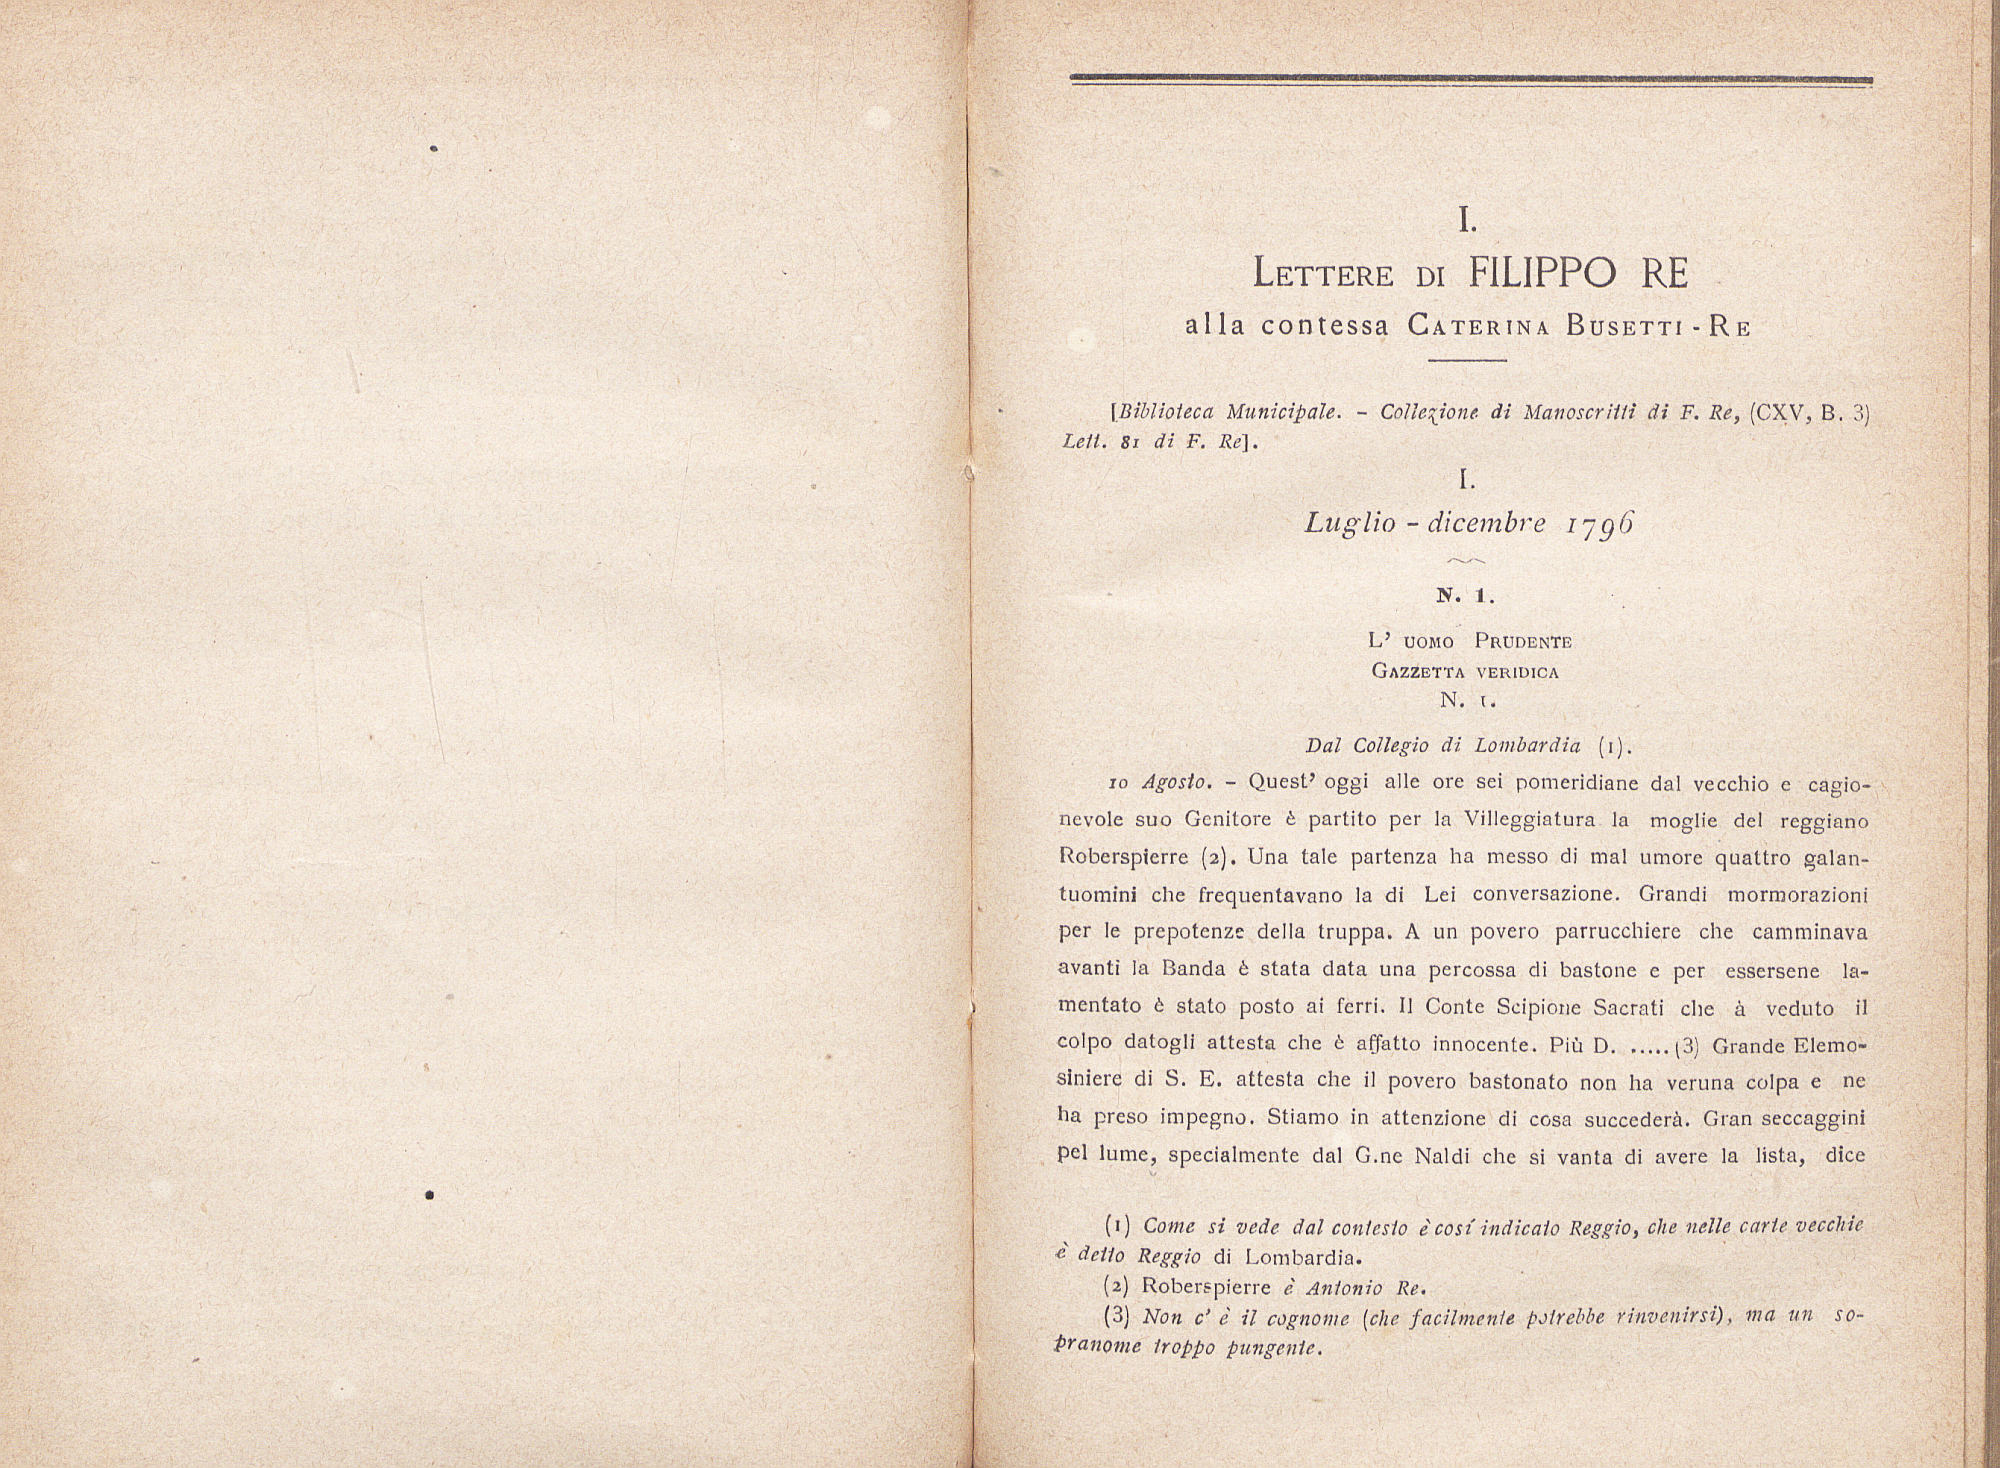 I.
Lettere di FILIPPO RE
alla contessa Caterina Busetti - Re
[Biblioteca Municipale. - Collezione di Manoscritti di F. Re, (CXV, B. 3)
Lett. 81 di F. Re].
I.
Luglio - dicembre 1796
N. 1.
L' uomo Prudente
Gazzetta veridica
N. 1.
Dal Collegio di Lombardia (1).
10 Agosto. - Quest' oggi alle ore sei pomeridiane dal vecchio e cagio-
nevole suo Genitore è partito per la Villeggiatura la moglie del reggiano
Roberspierre (2). Una tale partenza ha messo di mal umore quattro galan-
tuomini che frequentavano la di Lei conversazione. Grandi mormorazioni
per le prepotenze della truppa. A un povero parrucchiere che camminava
avanti la Banda è stata data una percossa di bastone e per essersene la-
mentato è stato posto ai ferri. Il Conte Scipione Sacrati che à veduto il
colpo datogli attesta che è affatto innocente. Più D. ..... (3) Grande Elemo-
siniere di S. E. attesta che il povero bastonato non ha veruna colpa e ne
ha preso impegno. Stiamo in attenzione di cosa succederà. Gran seccaggini
pel lume, specialmente dal G.ne Naldi che si vanta di avere la lista, dice
(1) Come si vede dal contesto è cosí indicato Reggio, che nelle carte vecchie
è detto Reggio di Lombardia.
(2) Roberspierre è Antonio Re.
(3) Non c' è il cognome (che facilmente potrebbe rinvenirsi), ma un so-
pranome troppo pungente.